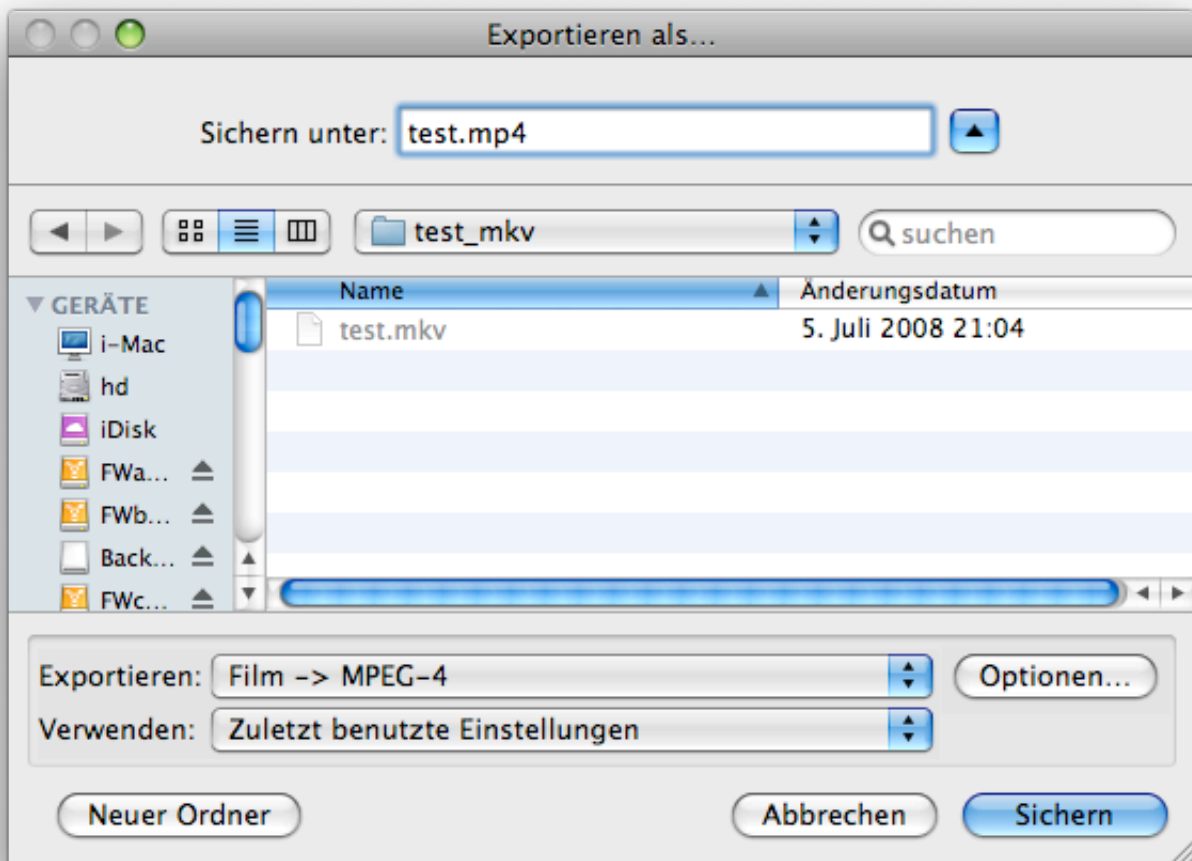 Exportieren als...
Sichern unter: test.mp4
test_mkv
suchen
GERÄTE
Name Änderungsdatum
i-Mac
test.mkv 5. Juli 2008 21:04
hd
iDisk
FWa...
FWb...
Back...
FWc...
Exportieren: Film -> MPEG-4 Optionen...
Verwenden: Zuletzt benutzte Einstellungen
Neuer Ordner Abbrechen Sichern